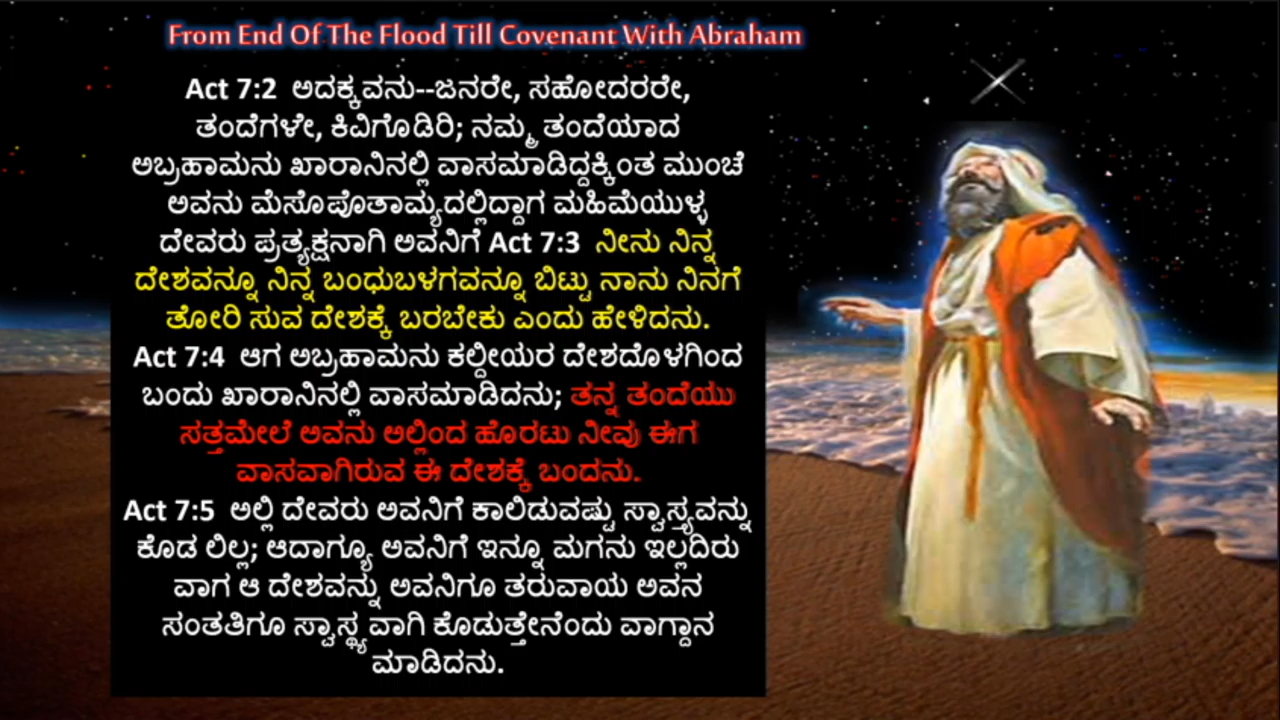 From End Of The Flood Till Covenant With Abraham
Act 7:2 ಅದಕ್ಕವನು--ಜನರೇ, ಸಹೋದರರೇ,
ತಂದೆಗಳೇ, ಕಿವಿಗೊಡಿರಿ; ನಮ್ಮ ತಂದೆಯಾದ
ಅಬ್ರಹಾಮನು ಖಾರಾನಿನಲ್ಲಿ ವಾಸಮಾಡಿದ್ದಕ್ಕಿಂತ ಮುಂಚೆ
ಅವನು ಮೆಸೊಪೊತಾಮ್ಯದಲ್ಲಿದ್ದಾಗ ಮಹಿಮೆಯುಳ್ಳ
ದೇವರು ಪ್ರತ್ಯಕ್ಷನಾಗಿ ಅವನಿಗೆ Act 7:3 ನೀನು ನಿನ್ನ
ದೇಶವನ್ನೂ ನಿನ್ನ ಬಂಧುಬಳಗವನ್ನೂ ಬಿಟ್ಟು ನಾನು ನಿನಗೆ
ತೋರಿ ಸುವ ದೇಶಕ್ಕೆ ಬರಬೇಕು ಎಂದು ಹೇಳಿದನು.
Act 7:4 ಆಗ ಅಬ್ರಹಾಮನು ಕಲ್ದೀಯರ ದೇಶದೊಳಗಿಂದ
ಬಂದು ಖಾರಾನಿನಲ್ಲಿ ವಾಸಮಾಡಿದನು; ತನ್ನ ತಂದೆಯು
ಸತ್ತಮೇಲೆ ಅವನು ಅಲ್ಲಿಂದ ಹೊರಟು ನೀವು ಈಗ
ವಾಸವಾಗಿರುವ ಈ ದೇಶಕ್ಕೆ ಬಂದನು.
Act 7:5 ಅಲ್ಲಿ ದೇವರು ಅವನಿಗೆ ಕಾಲಿಡುವಷ್ಟು ಸ್ವಾಸ್ತ್ಯವನ್ನು
ಕೊಡ ಲಿಲ್ಲ; ಆದಾಗ್ಯೂ ಅವನಿಗೆ ಇನ್ನೂ ಮಗನು ಇಲ್ಲದಿರು
ವಾಗ ಆ ದೇಶವನ್ನು ಅವನಿಗೂ ತರುವಾಯ ಅವನ
ಸಂತತಿಗೂ ಸ್ವಾಸ್ಥ್ಯವಾಗಿ ಕೊಡುತ್ತೇನೆಂದು ವಾಗ್ದಾನ
ಮಾಡಿದನು.